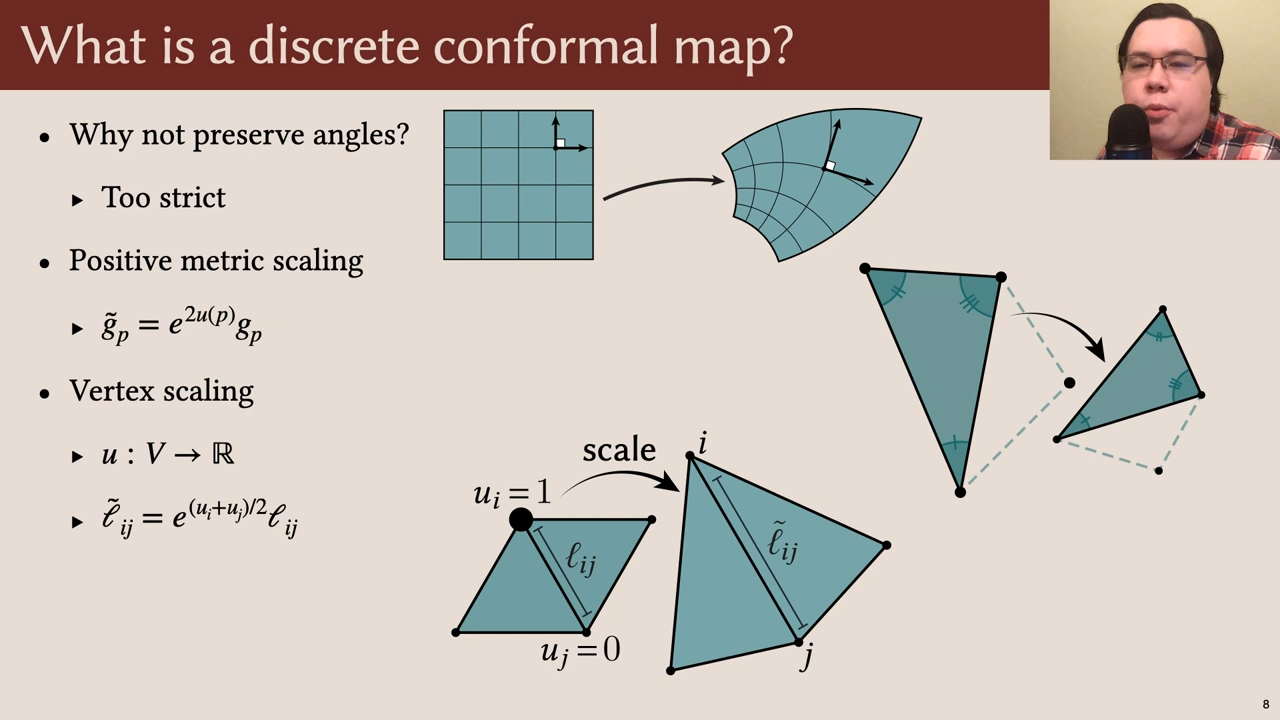 What is a discrete conformal map?
• Why not preserve angles?
▸ Too strict
• Positive metric scaling
▸ g̃ₚ = e^{2u(p)}gₚ
• Vertex scaling
▸ u : V → ℝ
▸ ℓ̃ᵢⱼ = e^{(uᵢ+uⱼ)/2}ℓᵢⱼ
scale
i
uᵢ = 1
ℓᵢⱼ
ℓ̃ᵢⱼ
uⱼ = 0
j
8